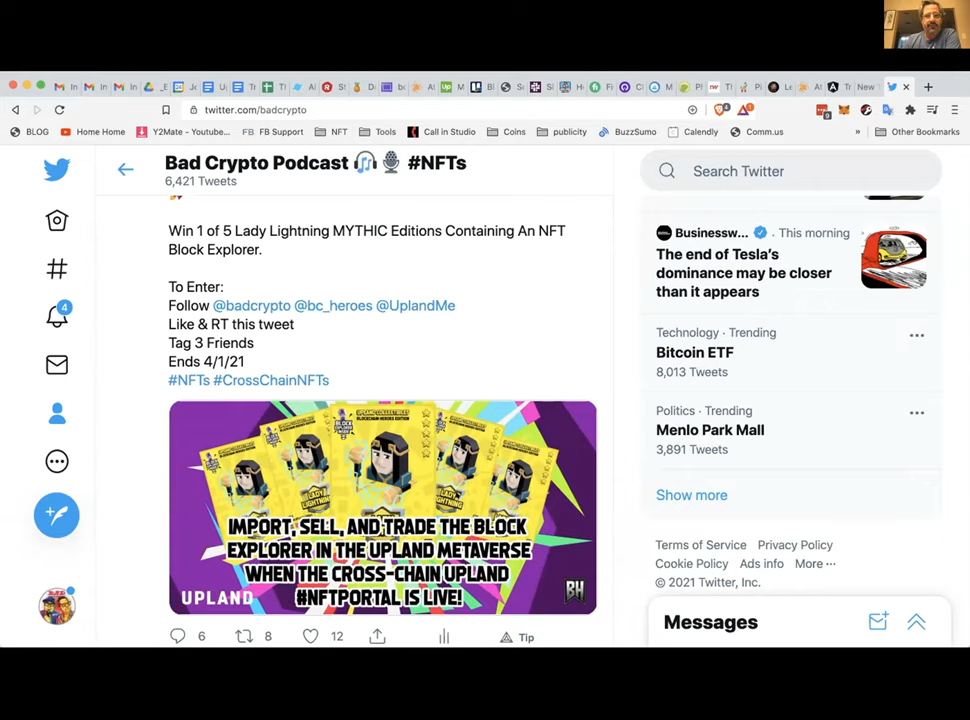 twitter.com/badcrypto
BLOG
Home Home
Y2Mate - Youtube...
FB Support
NFT
Tools
Call in Studio
Coins
publicity
BuzzSumo
Calendly
Comm.us
»
Other Bookmarks
Bad Crypto Podcast 🎧 🎙 #NFTs
6,421 Tweets
Search Twitter
Win 1 of 5 Lady Lightning MYTHIC Editions Containing An NFT
Block Explorer.
To Enter:
Follow @badcrypto @bc_heroes @UplandMe
Like & RT this tweet
Tag 3 Friends
Ends 4/1/21
#NFTs #CrossChainNFTs
IMPORT, SELL, AND TRADE THE BLOCK
EXPLORER IN THE UPLAND METAVERSE
WHEN THE CROSS-CHAIN UPLAND
#NFTPORTAL IS LIVE!
UPLAND
BH
6
8
12
Tip
4
Businessw... · This morning
The end of Tesla's
dominance may be closer
than it appears
Technology · Trending
Bitcoin ETF
8,013 Tweets
Politics · Trending
Menlo Park Mall
3,891 Tweets
Show more
Terms of Service Privacy Policy
Cookie Policy Ads info More ···
© 2021 Twitter, Inc.
Messages